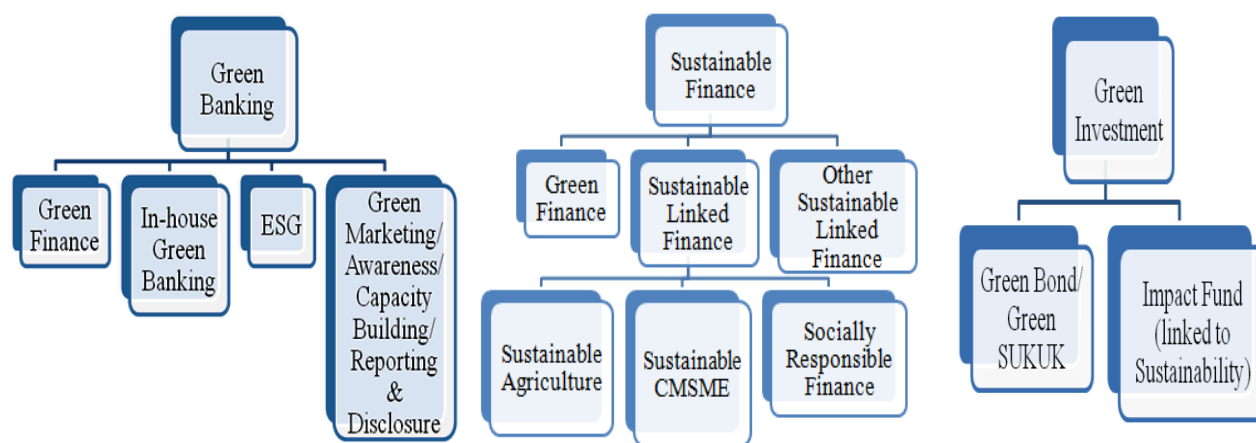 Green
Banking
Green
Finance
In-house
Green
Banking
ESG
Green
Marketing/
Awareness/
Capacity
Building/
Reporting
&
Disclosure
Sustainable
Finance
Green
Finance
Sustainable
Linked
Finance
Other
Sustainable
Linked
Finance
Sustainable
Agriculture
Sustainable
CMSME
Socially
Responsible
Finance
Green
Investment
Green Bond/
Green
SUKUK
Impact Fund
(linked to
Sustainability)